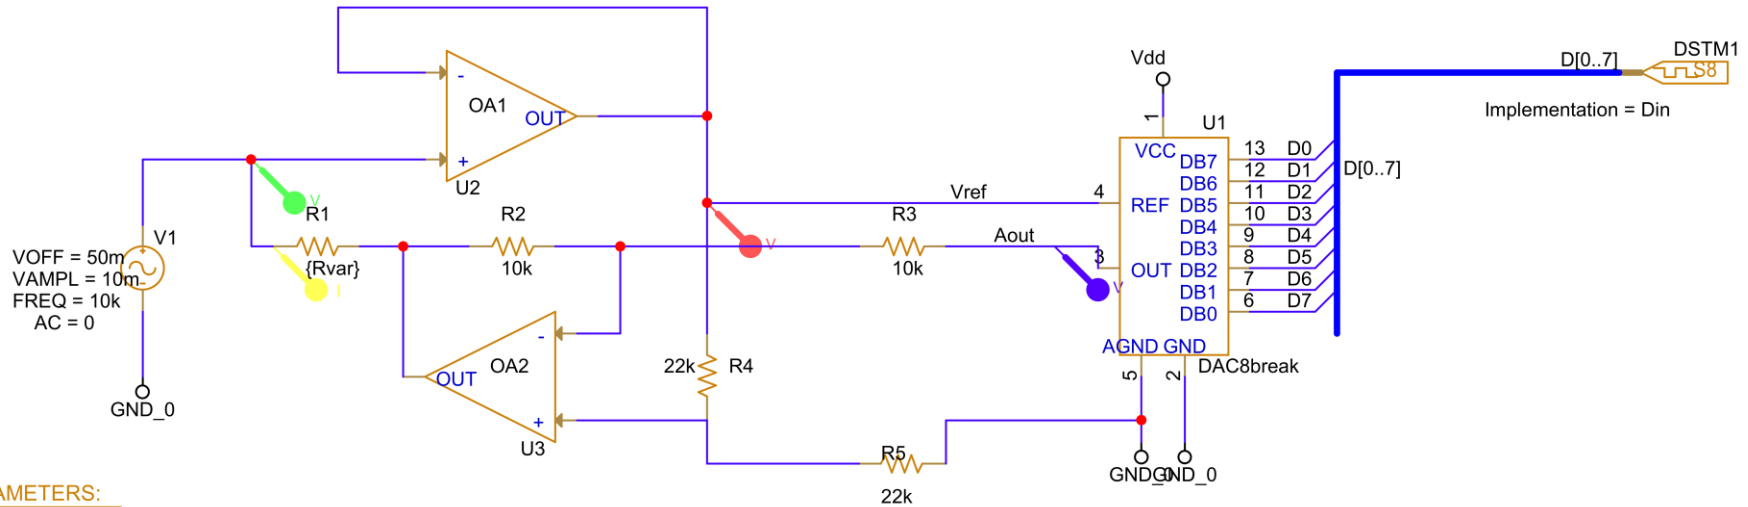 DSTM1
D[0..7]
S8
Implementation = Din
Vdd
OA1
-
OUT
+
U2
1
U1
VCC
DB7
13
D0
DB6
12
D1
DB5
11
D2
DB4
10
D3
DB3
9
D4
DB2
8
D5
DB1
7
D6
DB0
6
D7
D[0..7]
4
REF
Vref
3
OUT
Aout
AGND
GND
DAC8break
5
2
V
R1
{Rvar}
I
R2
10k
V
R3
10k
V
V1
VOFF = 50m
VAMPL = 10m
FREQ = 10k
AC = 0
+
-
GND_0
OA2
-
OUT
+
U3
22k
R4
R5
22k
GND_0
GND_0
AMETERS: